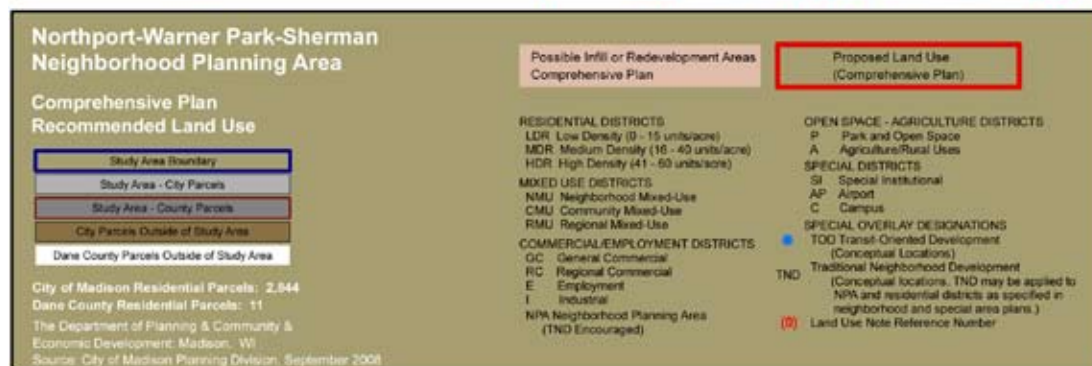 Northport-Warner Park-Sherman
Neighborhood Planning Area
Comprehensive Plan
Recommended Land Use
Study Area Boundary
Study Area - City Parcels
Study Area - County Parcels
City Parcels Outside of Study Area
Dane County Parcels Outside of Study Area
City of Madison Residential Parcels: 2,844
Dane County Residential Parcels: 11
The Department of Planning & Community &
Economic Development: Madison, WI
Source: City of Madison Planning Division, September 2008
Possible Infill or Redevelopment Areas
Comprehensive Plan
RESIDENTIAL DISTRICTS
LDR Low Density (0 - 15 units/acre)
MDR Medium Density (16 - 40 units/acre)
HDR High Density (41 - 60 units/acre)
MIXED USE DISTRICTS
NMU Neighborhood Mixed-Use
CMU Community Mixed-Use
RMU Regional Mixed-Use
COMMERCIAL/EMPLOYMENT DISTRICTS
GC General Commercial
RC Regional Commercial
E Employment
I Industrial
NPA Neighborhood Planning Area
(TND Encouraged)
Proposed Land Use
(Comprehensive Plan)
OPEN SPACE - AGRICULTURE DISTRICTS
P Park and Open Space
A Agriculture/Rural Uses
SPECIAL DISTRICTS
SI Special Institutional
AP Airport
C Campus
SPECIAL OVERLAY DESIGNATIONS
TOD Transit-Oriented Development
(Conceptual Locations)
TND Traditional Neighborhood Development
(Conceptual locations. TND may be applied to
NPA and residential districts as specified in
neighborhood and special area plans.)
(0) Land Use Note Reference Number